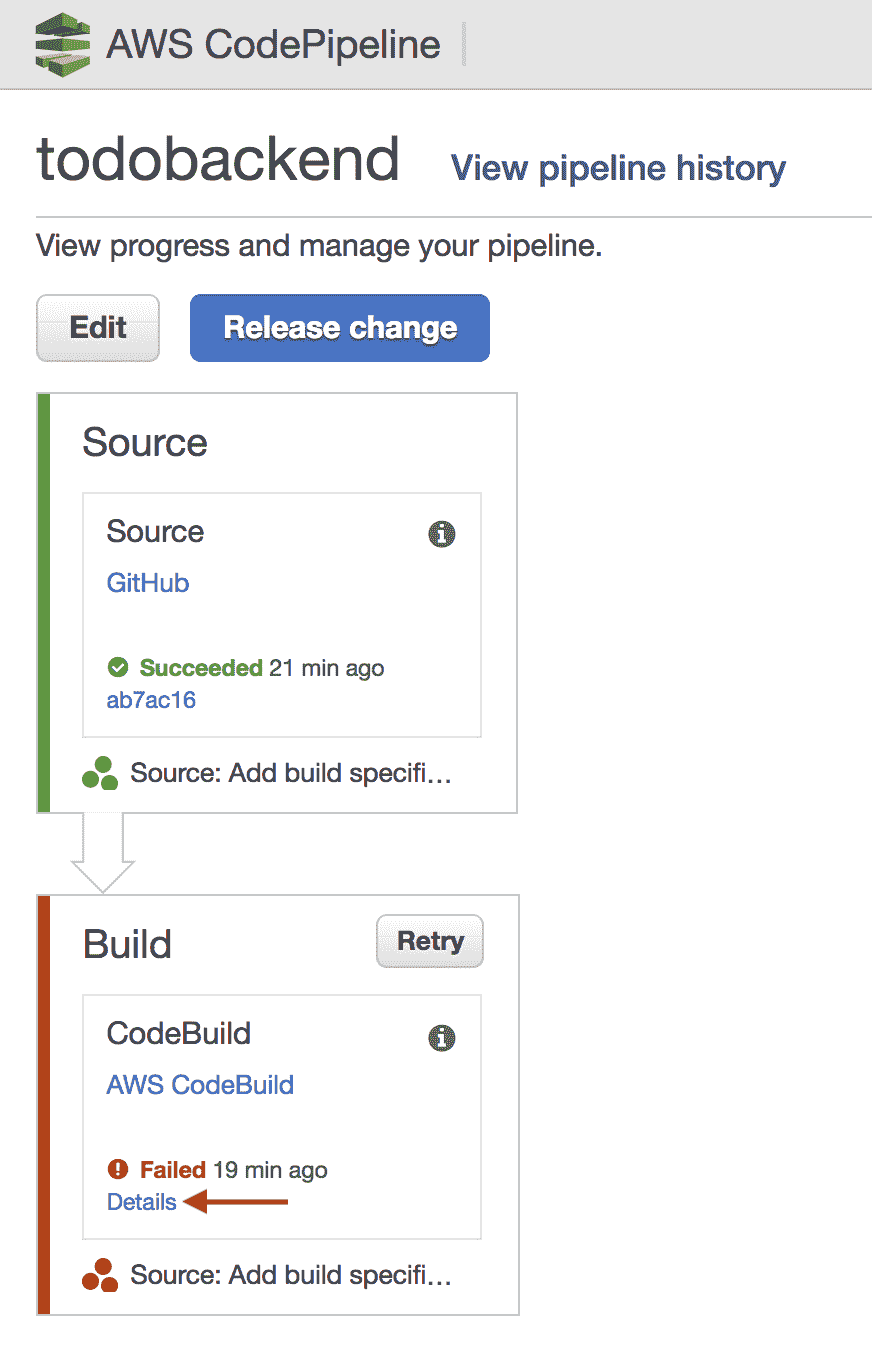 AWS CodePipeline
todobackend View pipeline history
View progress and manage your pipeline.
Edit Release change
Source
Source
GitHub
Succeeded 21 min ago
ab7ac16
Source: Add build specifi...
Build Retry
CodeBuild
AWS CodeBuild
Failed 19 min ago
Details
Source: Add build specifi...